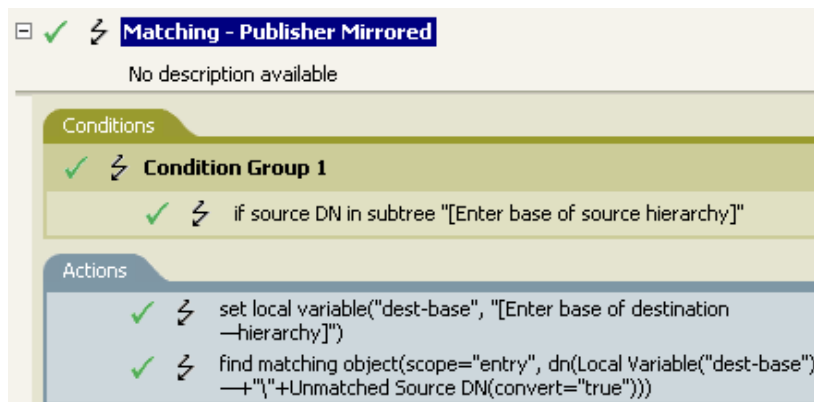 Matching - Publisher Mirrored
No description available
Conditions
Condition Group 1
if source DN in subtree "[Enter base of source hierarchy]"
Actions
set local variable("dest-base", "[Enter base of destination
—hierarchy]")
find matching object(scope="entry", dn(Local Variable("dest-base")
—+"\"+Unmatched Source DN(convert="true")))